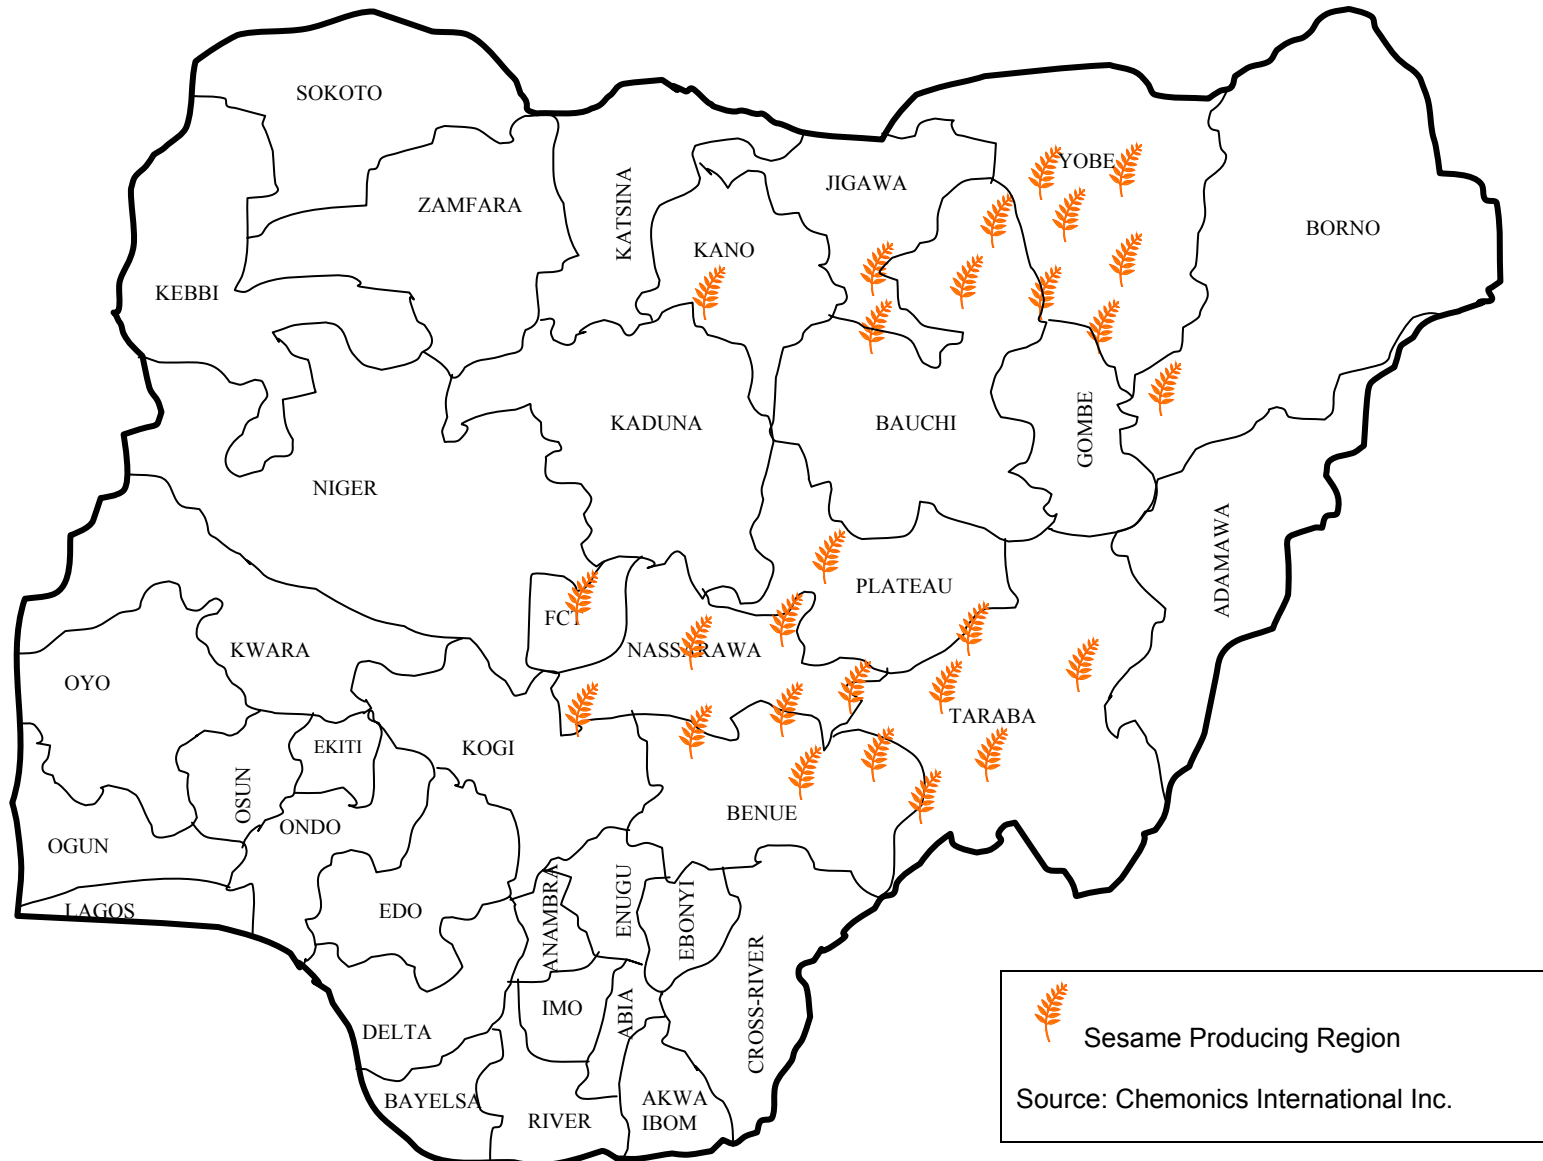 SOKOTO
YOBE
JIGAWA
ZAMFARA
KATSINA
BORNO
KANO
KEBBI
KADUNA
BAUCHI
GOMBE
NIGER
ADAMAWA
PLATEAU
FCT
NASSARAWA
KWARA
OYO
TARABA
KOGI
EKITI
OSUN
BENUE
ONDO
OGUN
LAGOS
EDO
ANAMBRA
ENUGU
EBONYI
CROSS-RIVER
IMO
ABIA
DELTA
BAYELSA
RIVER
AKWA
IBOM
Sesame Producing Region
Source: Chemonics International Inc.